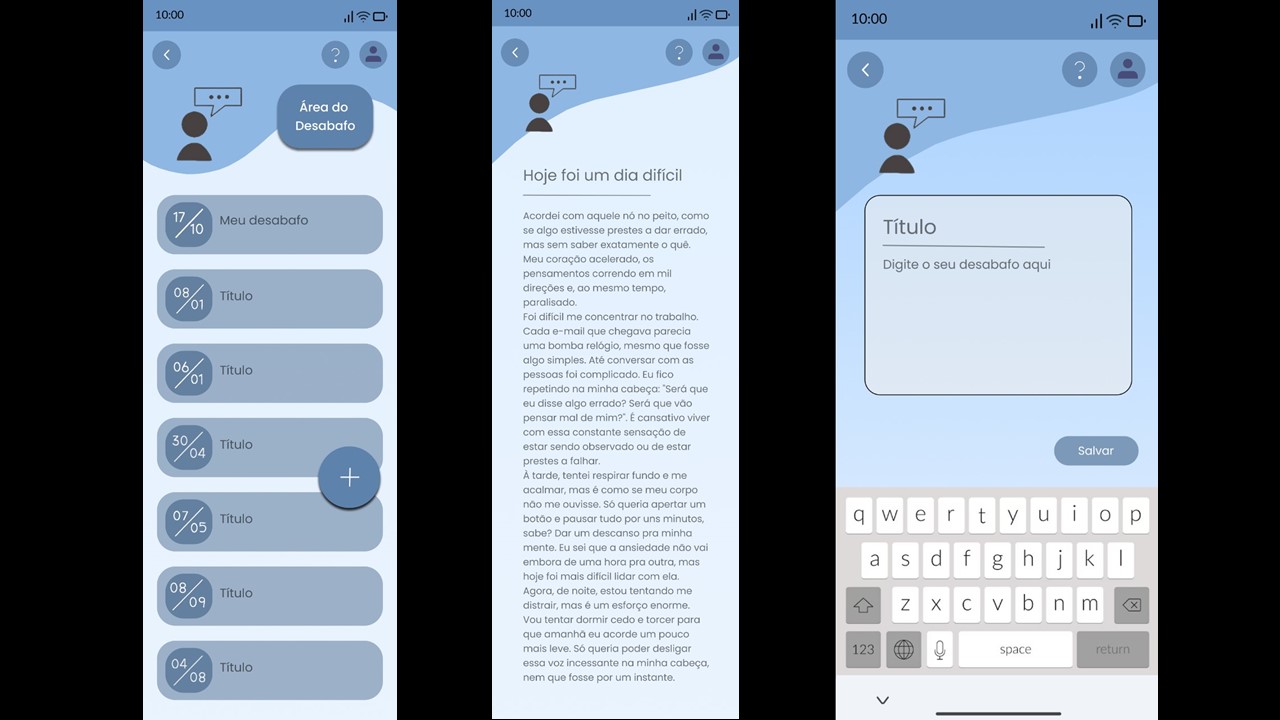 10:00
?
Área do
Desabafo
17/10
Meu desabafo
08/01
Título
06/01
Título
30/04
Título
+
07/05
Título
08/09
Título
04/08
Título
10:00
?
Hoje foi um dia difícil
Acordei com aquele nó no peito, como
se algo estivesse prestes a dar errado,
mas sem saber exatamente o quê.
Meu coração acelerado, os
pensamentos correndo em mil
direções e, ao mesmo tempo,
paralisado.
Foi difícil me concentrar no trabalho.
Cada e-mail que chegava parecia
uma bomba relógio, mesmo que fosse
algo simples. Até conversar com as
pessoas foi complicado. Eu fico
repetindo na minha cabeça: "Será que
eu disse algo errado? Será que vão
pensar mal de mim?". É cansativo viver
com essa constante sensação de
estar sendo observado ou de estar
prestes a falhar.
À tarde, tentei respirar fundo e me
acalmar, mas é como se meu corpo
não me ouvisse. Só queria apertar um
botão e pausar tudo por uns minutos,
sabe? Dar um descanso pra minha
mente. Eu sei que a ansiedade não vai
embora de uma hora pra outra, mas
hoje foi mais difícil lidar com ela.
Agora, de noite, estou tentando me
distrair, mas é um esforço enorme.
Vou tentar dormir cedo e torcer para
que amanhã eu acorde um pouco
mais leve. Só queria poder desligar
essa voz incessante na minha cabeça,
nem que fosse por um instante.
10:00
?
Título
Digite o seu desabafo aqui
Salvar
q w e r t y u i o p
a s d f g h j k l
z x c v b n m
123 space return